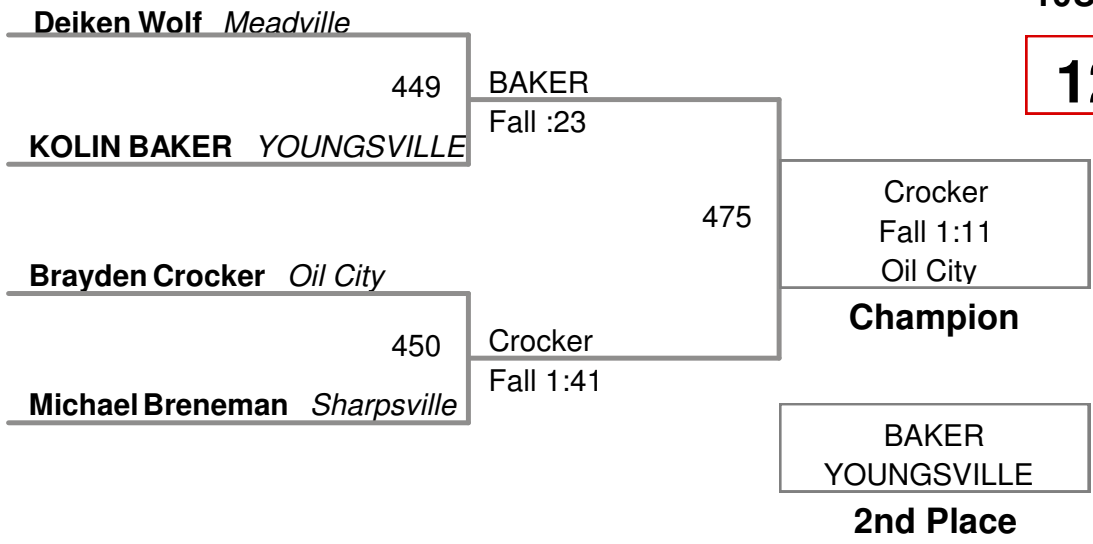 Deiken Wolf Meadville
449
BAKER
Fall :23
KOLIN BAKER YOUNGSVILLE
475
Crocker
Fall 1:11
Oil City
Champion
Brayden Crocker Oil City
450
Crocker
Fall 1:41
Michael Breneman Sharpsville
BAKER
YOUNGSVILLE
2nd Place